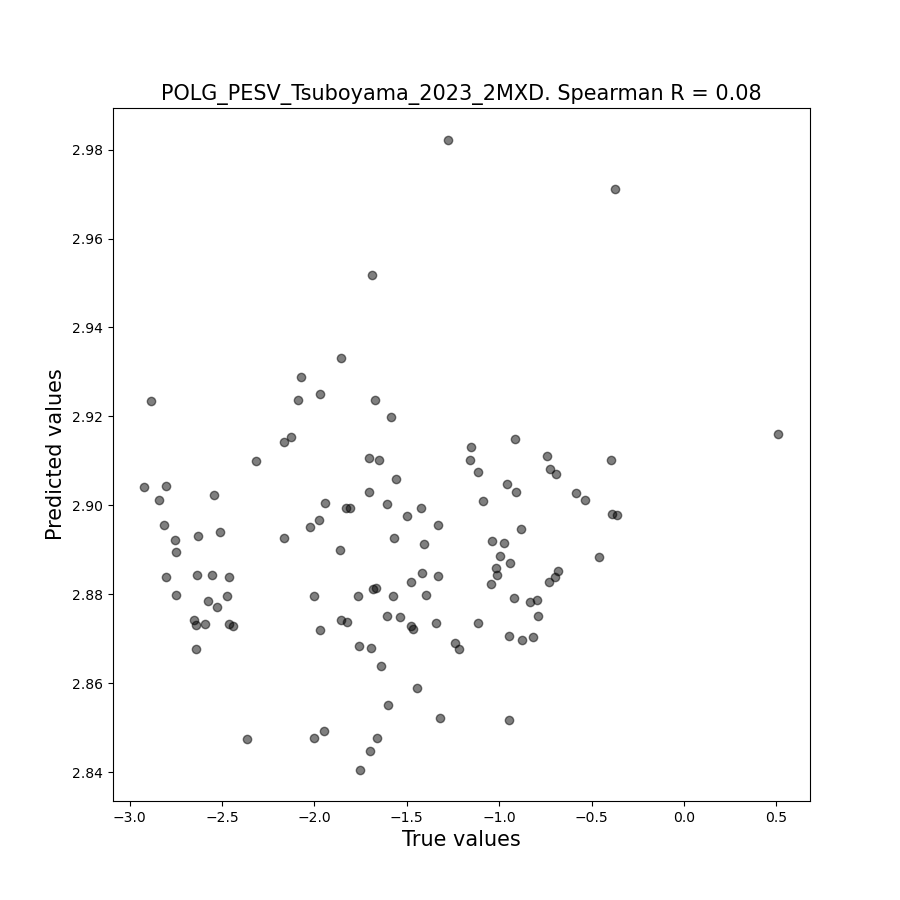 POLG_PESV_Tsuboyama_2023_2MXD. Spearman R = 0.08
2.98
2.96
2.94
2.92
2.90
2.88
2.86
2.84
Predicted values
−3.0 −2.5 −2.0 −1.5 −1.0 −0.5 0.0 0.5
True values